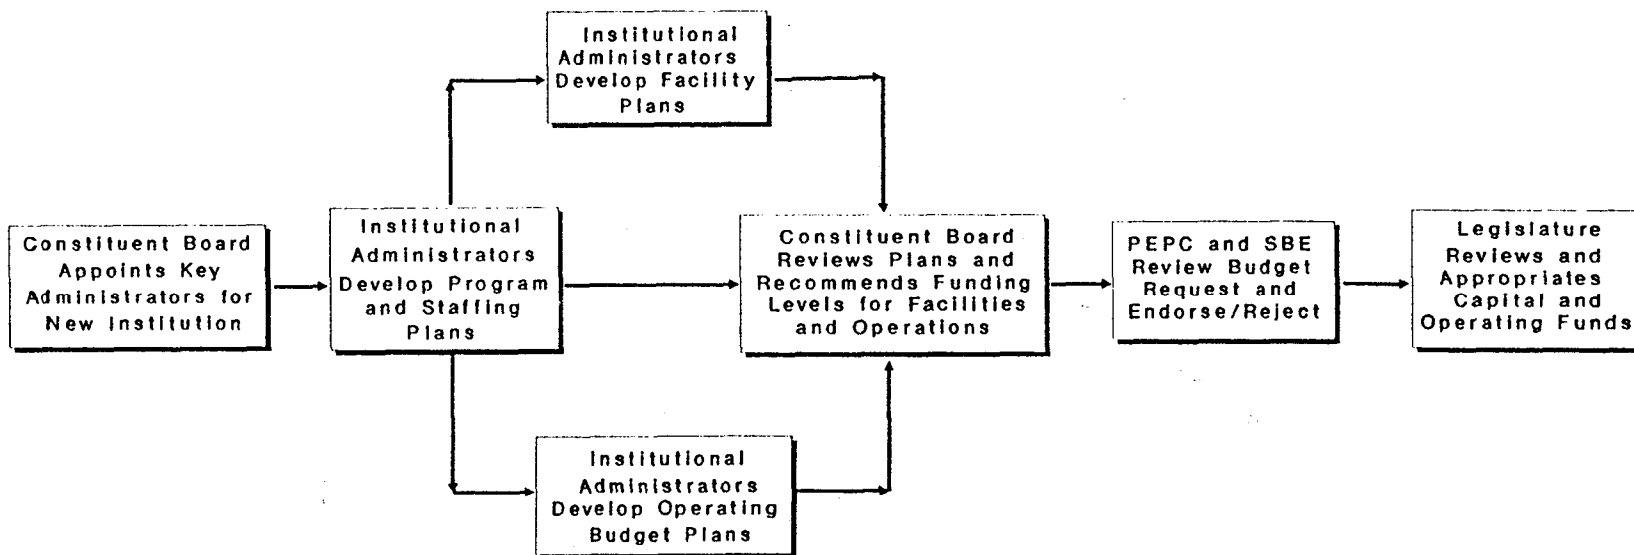 Institutional
Administrators
Develop Facility
Plans
Constituent Board
Appoints Key
Administrators for
New Institution
Institutional
Administrators
Develop Program
and Staffing
Plans
Constituent Board
Reviews Plans and
Recommends Funding
Levels for Facilities
and Operations
PEPC and SBE
Review Budget
Request and
Endorse/Reject
Legislature
Reviews and
Appropriates
Capital and
Operating Funds
Institutional
Administrators
Develop Operating
Budget Plans